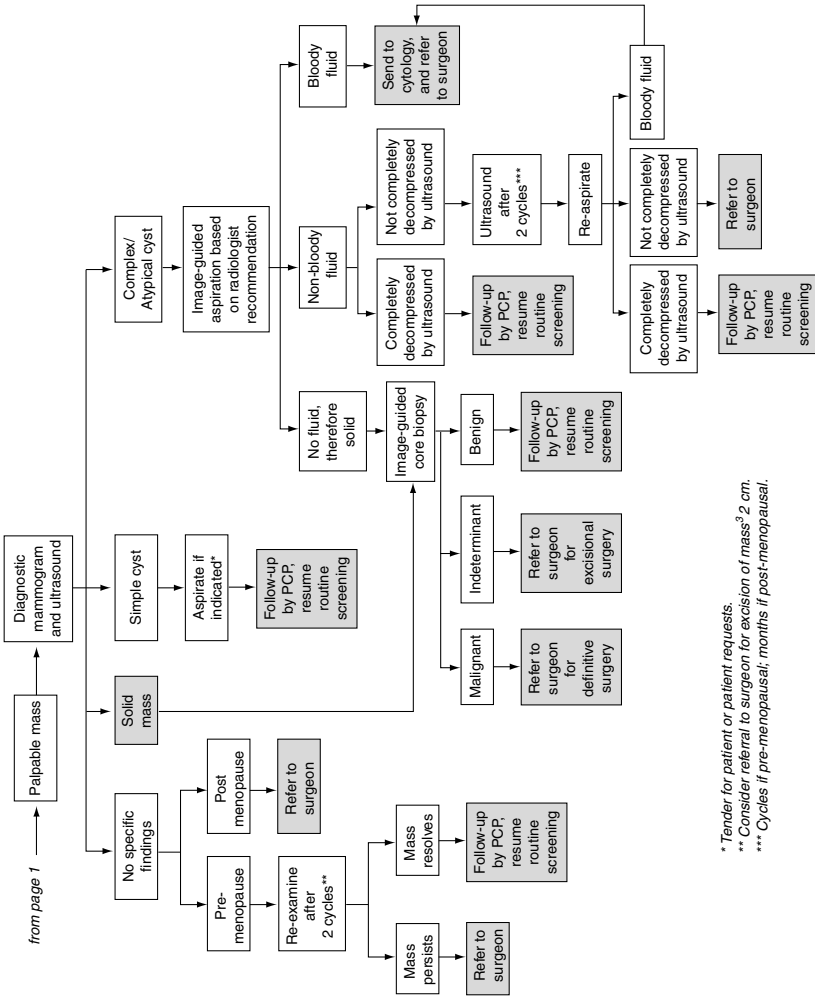 from page 1
Palpable mass
Diagnostic
mammogram
and ultrasound
No specific
findings
Solid
mass
Simple cyst
Complex/
Atypical cyst
Pre-
menopause
Post
menopause
Aspirate if
indicated*
Image-guided
aspiration based
on radiologist
recommendation
Re-examine
after
2 cycles**
Refer to
surgeon
Follow-up
by PCP,
resume
routine
screening
No fluid,
therefore
solid
Non-bloody
fluid
Bloody
fluid
Mass
persists
Mass
resolves
Image-guided
core biopsy
Completely
decompressed
by ultrasound
Not completely
decompressed
by ultrasound
Send to
cytology,
and refer
to surgeon
Refer to
surgeon
Follow-up
by PCP,
resume
routine
screening
Malignant
Indeterminant
Benign
Follow-up
by PCP,
resume
routine
screening
Ultrasound
after
2 cycles***
Refer to
surgeon
for
definitive
surgery
Refer to
surgeon
for
excisional
surgery
Follow-up
by PCP,
resume
routine
screening
Re-aspirate
Completely
decompressed
by ultrasound
Not completely
decompressed
by ultrasound
Bloody fluid
Follow-up
by PCP,
resume
routine
screening
Refer to
surgeon
* Tender for patient or patient requests.
** Consider referral to surgeon for excision of mass³ 2 cm.
*** Cycles if pre-menopausal; months if post-menopausal.